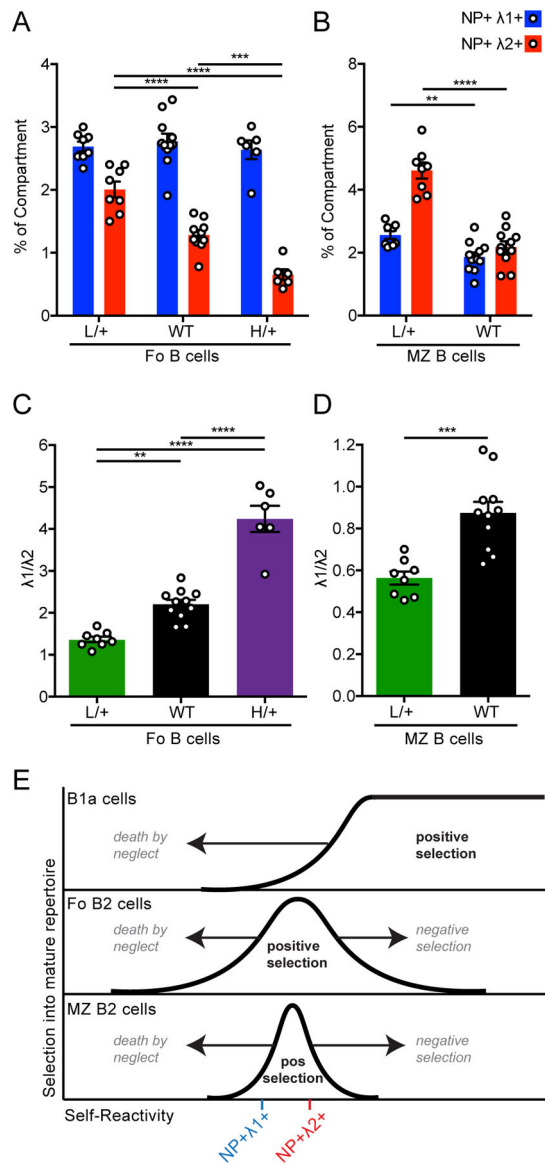 A
B
NP+ λ1+
NP+ λ2+
****
***
****
**
****
% of Compartment
4
3
2
1
0
L/+
WT
H/+
Fo B cells
% of Compartment
8
6
4
2
0
L/+
WT
MZ B cells
C
D
****
****
**
***
λ1/λ2
6
5
4
3
2
1
0
L/+
WT
H/+
Fo B cells
λ1/λ2
1.2
1.0
0.8
0.6
0.4
0.2
0.0
L/+
WT
MZ B cells
E
Selection into mature repertoire
B1a cells
death by
neglect
positive
selection
Fo B2 cells
death by
neglect
positive
selection
negative
selection
MZ B2 cells
death by
neglect
pos
selection
negative
selection
Self-Reactivity
NP+λ1+
NP+λ2+